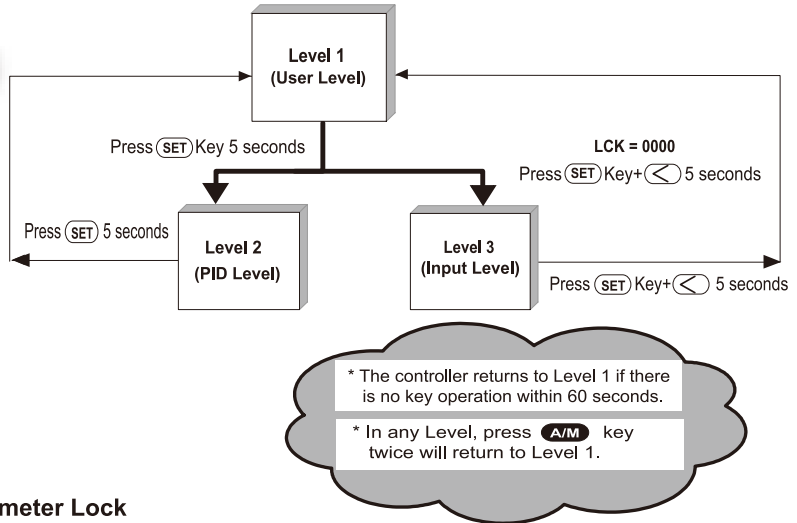 Level 1
(User Level)
Press SET Key 5 seconds
LCK = 0000
Press SET Key+< 5 seconds
Press SET 5 seconds
Level 2
(PID Level)
Level 3
(Input Level)
Press SET Key+< 5 seconds
* The controller returns to Level 1 if there
is no key operation within 60 seconds.
* In any Level, press A/M key
twice will return to Level 1.
meter Lock